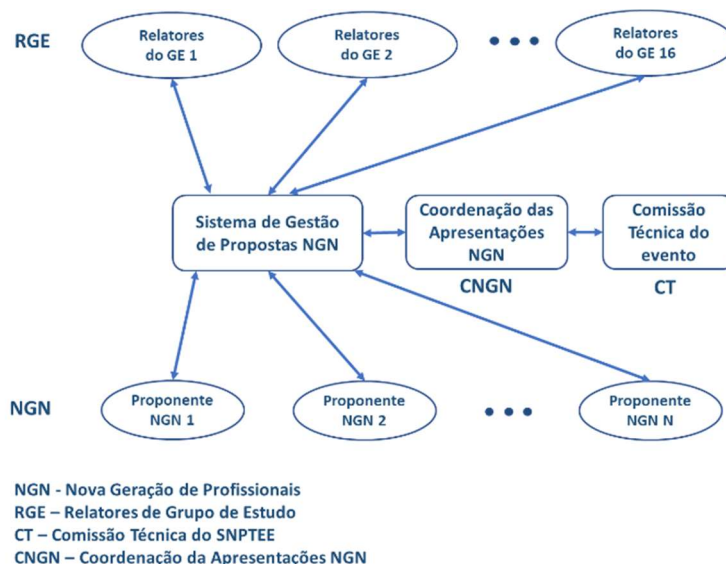 RGE
Relatores
do GE 1
Relatores
do GE 2
Relatores
do GE 16
Sistema de Gestão
de Propostas NGN
Coordenação das
Apresentações
NGN
Comissão
Técnica do
evento
CNGN
CT
NGN
Proponente
NGN 1
Proponente
NGN 2
Proponente
NGN N
NGN - Nova Geração de Profissionais
RGE – Relatores de Grupo de Estudo
CT – Comissão Técnica do SNPTEE
CNGN – Coordenação da Apresentações NGN